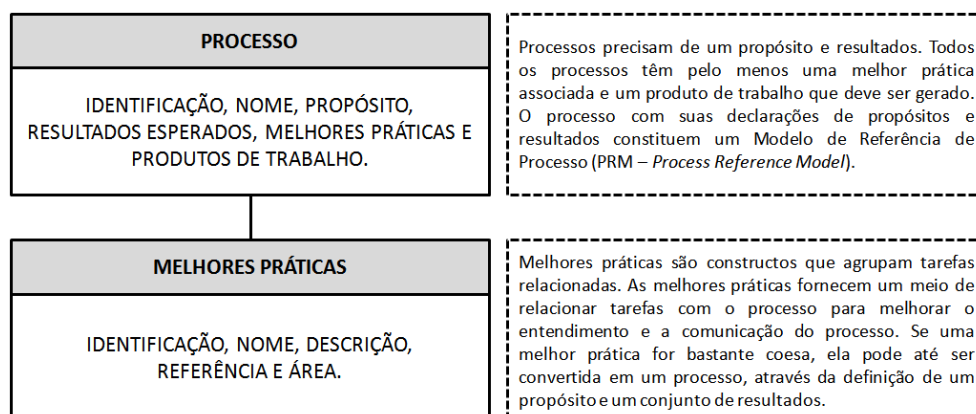 PROCESSO
IDENTIFICAÇÃO, NOME, PROPÓSITO,
RESULTADOS ESPERADOS, MELHORES PRÁTICAS E
PRODUTOS DE TRABALHO.
Processos precisam de um propósito e resultados. Todos
os processos têm pelo menos uma melhor prática
associada e um produto de trabalho que deve ser gerado.
O processo com suas declarações de propósitos e
resultados constituem um Modelo de Referência de
Processo (PRM – Process Reference Model).
MELHORES PRÁTICAS
IDENTIFICAÇÃO, NOME, DESCRIÇÃO,
REFERÊNCIA E ÁREA.
Melhores práticas são constructos que agrupam tarefas
relacionadas. As melhores práticas fornecem um meio de
relacionar tarefas com o processo para melhorar o
entendimento e a comunicação do processo. Se uma
melhor prática for bastante coesa, ela pode até ser
convertida em um processo, através da definição de um
propósito e um conjunto de resultados.